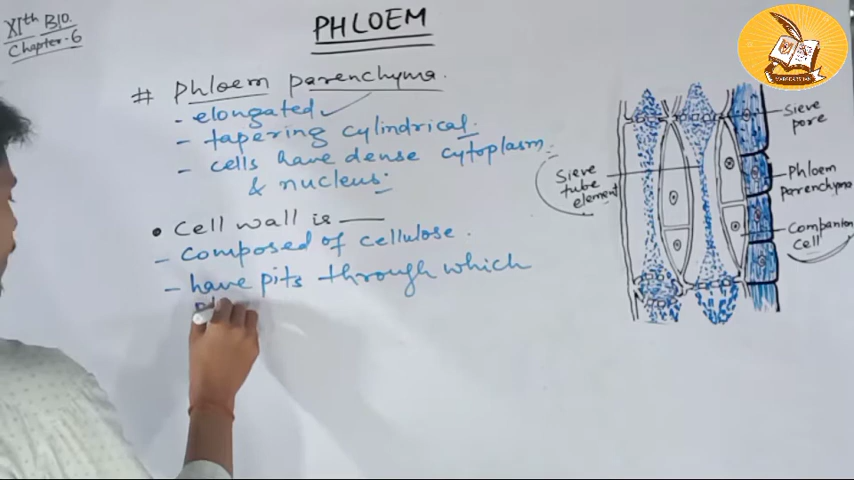 XIth BIO.
Chapter-6
PHLOEM
# Phloem parenchyma.
- elongated
- tapering cylindrical.
- cells have dense cytoplasm
& nucleus.
• Cell wall is
- composed of cellulose.
- have pits through which
Sieve pore
Sieve tube element
Phloem parenchyma
Companion cell